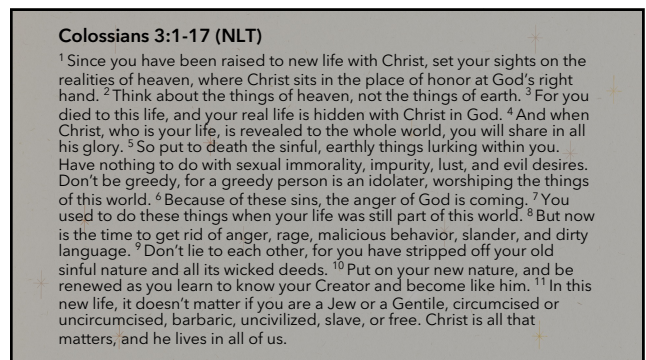 Colossians 3:1-17 (NLT)
1 Since you have been raised to new life with Christ, set your sights on the
realities of heaven, where Christ sits in the place of honor at God's right
hand. 2 Think about the things of heaven, not the things of earth. 3 For you
died to this life, and your real life is hidden with Christ in God. 4 And when
Christ, who is your life, is revealed to the whole world, you will share in all
his glory. 5 So put to death the sinful, earthly things lurking within you.
Have nothing to do with sexual immorality, impurity, lust, and evil desires.
Don't be greedy, for a greedy person is an idolater, worshiping the things
of this world. 6 Because of these sins, the anger of God is coming. 7 You
used to do these things when your life was still part of this world. 8 But now
is the time to get rid of anger, rage, malicious behavior, slander, and dirty
language. 9 Don't lie to each other, for you have stripped off your old
sinful nature and all its wicked deeds. 10 Put on your new nature, and be
renewed as you learn to know your Creator and become like him. 11 In this
new life, it doesn't matter if you are a Jew or a Gentile, circumcised or
uncircumcised, barbaric, uncivilized, slave, or free. Christ is all that
matters, and he lives in all of us.